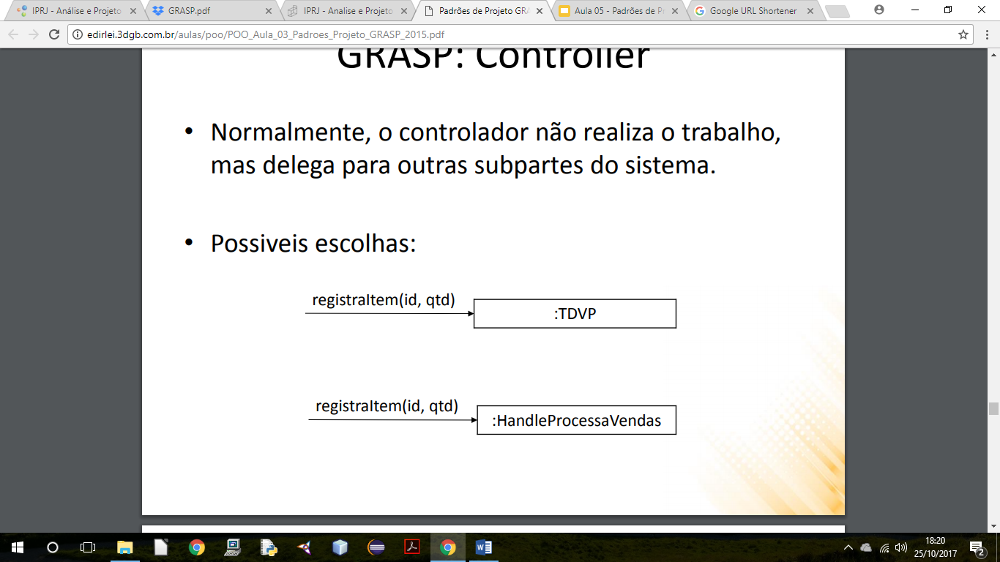 IPRJ - Análise e Projeto
GRASP.pdf
IPRJ - Analise e Projeto
Padrões de Projeto GRA
Aula 05 - Padrões de P
Google URL Shortener
edirlei.3dgb.com.br/aulas/poo/POO_Aula_03_Padroes_Projeto_GRASP_2015.pdf
GRASP: Controller
• Normalmente, o controlador não realiza o trabalho,
mas delega para outras subpartes do sistema.
• Possiveis escolhas:
registraItem(id, qtd)
:TDVP
registraItem(id, qtd)
:HandleProcessaVendas
18:20
25/10/2017
2